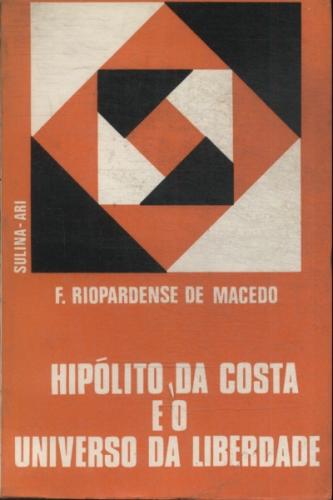 SULINA-ARI
F. RIOPARDENSE DE MACEDO
HIPÓLITO DA COSTA
E O
UNIVERSO DA LIBERDADE